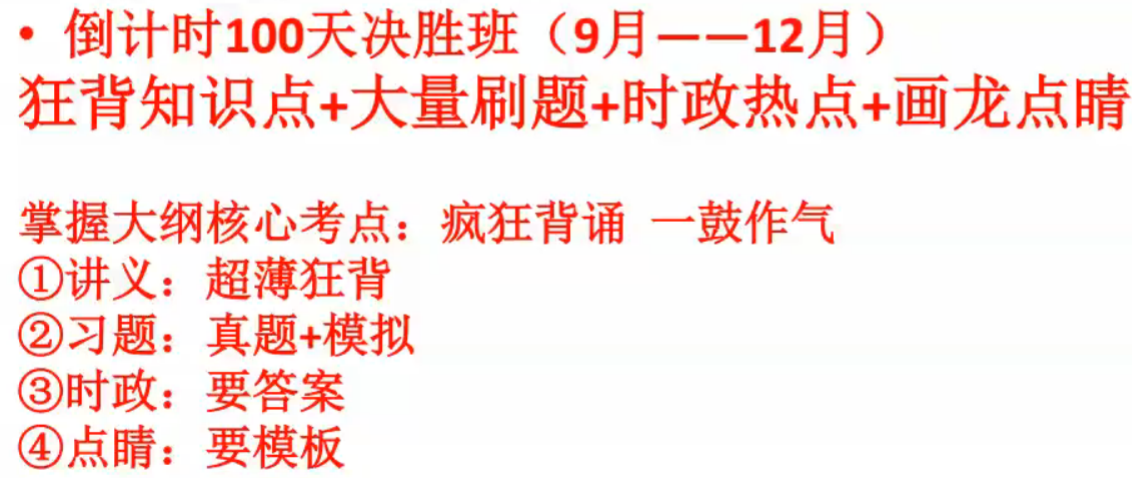 • 倒计时100天决胜班（9月——12月）
狂背知识点+大量刷题+时政热点+画龙点睛
掌握大纲核心考点：疯狂背诵 一鼓作气
①讲义：超薄狂背
②习题：真题+模拟
③时政：要答案
④点睛：要模板